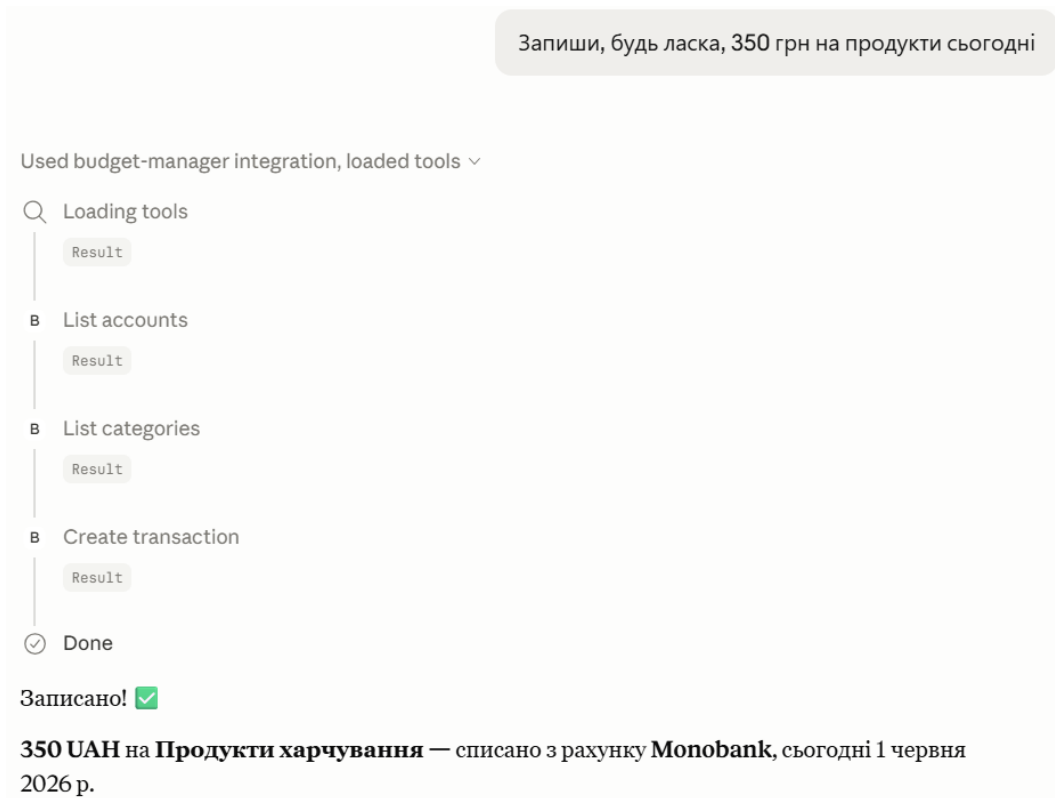 Запиши, будь ласка, 350 грн на продукти сьогодні
Used budget-manager integration, loaded tools
Loading tools
Result
B List accounts
Result
B List categories
Result
B Create transaction
Result
Done
Записано! ✅
350 UAH на Продукти харчування — списано з рахунку Monobank, сьогодні 1 червня
2026 р.